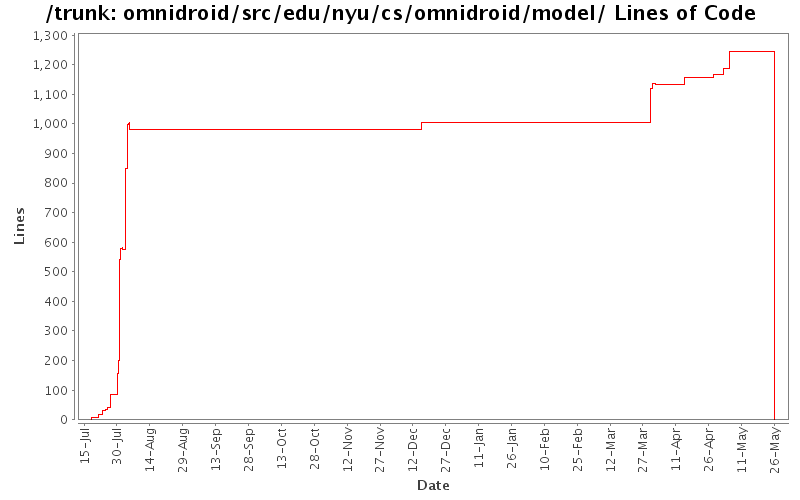 /trunk: omnidroid/src/edu/nyu/cs/omnidroid/model/ Lines of Code
1,300
1,200
1,100
1,000
900
800
700
600
500
400
300
200
100
0
Lines
15-Jul
30-Jul
14-Aug
29-Aug
13-Sep
28-Sep
13-Oct
28-Oct
12-Nov
27-Nov
12-Dec
27-Dec
11-Jan
26-Jan
10-Feb
25-Feb
12-Mar
27-Mar
11-Apr
26-Apr
11-May
26-May
Date